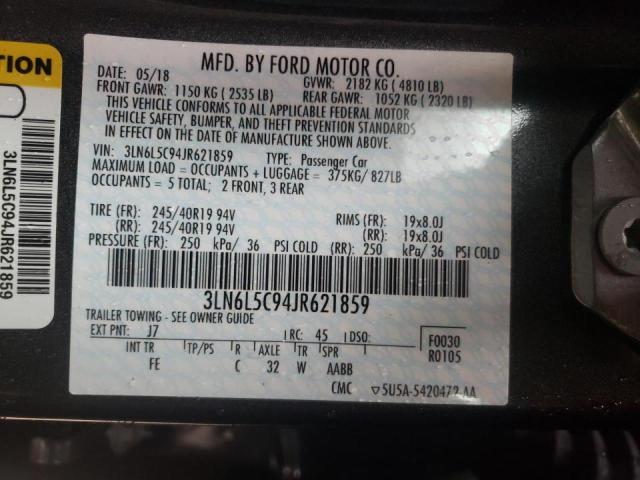 TION
3LN6L5C94JR621859
MFD. BY FORD MOTOR CO.
DATE: 05/18 GVWR: 2182 KG ( 4810 LB)
FRONT GAWR: 1150 KG ( 2535 LB) REAR GAWR: 1052 KG ( 2320 LB)
THIS VEHICLE CONFORMS TO ALL APPLICABLE FEDERAL MOTOR
VEHICLE SAFETY, BUMPER, AND THEFT PREVENTION STANDARDS
IN EFFECT ON THE DATE OF MANUFACTURE SHOWN ABOVE.
VIN: 3LN6L5C94JR621859 TYPE: Passenger Car
MAXIMUM LOAD = OCCUPANTS + LUGGAGE = 375KG/ 827LB
OCCUPANTS = 5 TOTAL; 2 FRONT, 3 REAR
TIRE (FR): 245/40R19 94V RIMS (FR): 19x8.0J
(RR): 245/40R19 94V (RR): 19x8.0J
PRESSURE (FR): 250 kPa/ 36 PSI COLD (RR): 250 kPa/ 36 PSI COLD
3LN6L5C94JR621859
TRAILER TOWING - SEE OWNER GUIDE
EXT PNT: J7 RC: 45 DSO: F0030
R0105
INT TR TP/PS R AXLE TR SPR
FE C 32 W AABB
CMC ▽5U5A-5420472-AA